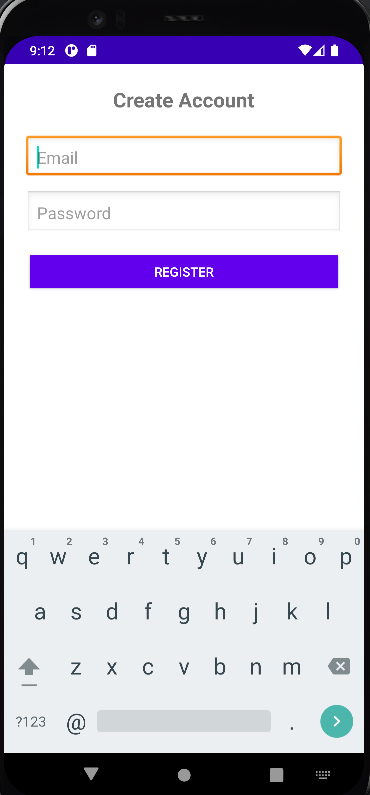 9:12
Create Account
Email
Password
REGISTER
1 2 3 4 5 6 7 8 9 0
q w e r t y u i o p
a s d f g h j k l
z x c v b n m
?123 @ .